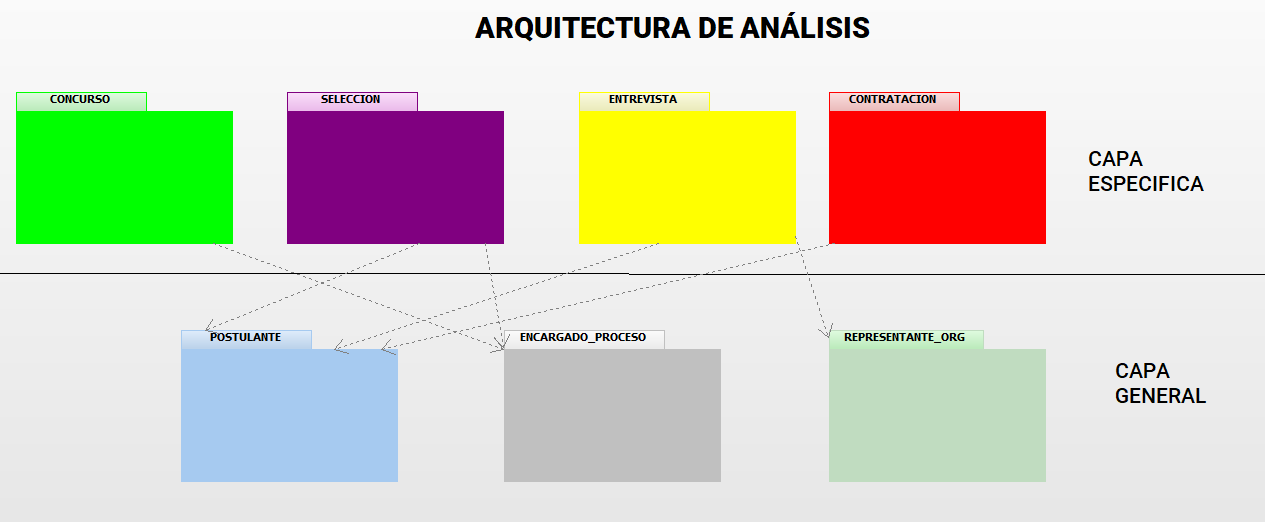 ARQUITECTURA DE ANÁLISIS
CONCURSO
SELECCION
ENTREVISTA
CONTRATACION
CAPA
ESPECIFICA
POSTULANTE
ENCARGADO_PROCESO
REPRESENTANTE_ORG
CAPA
GENERAL